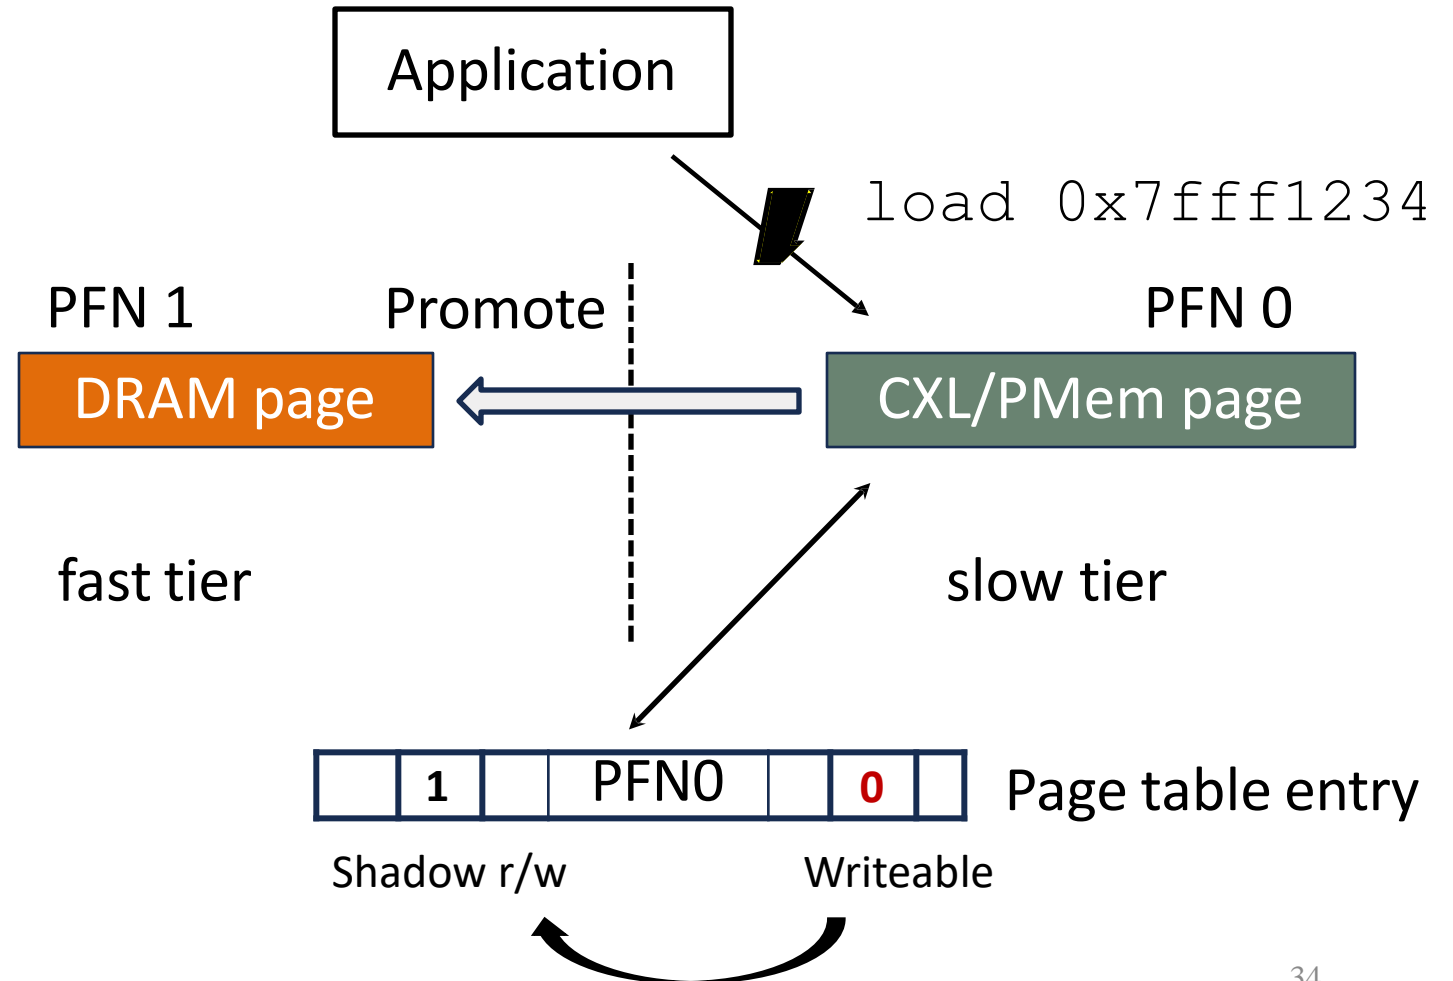 Application
load 0x7fff1234
PFN 1
Promote
PFN 0
DRAM page
CXL/PMem page
fast tier
slow tier
1
PFN0
0
Page table entry
Shadow r/w
Writeable
34